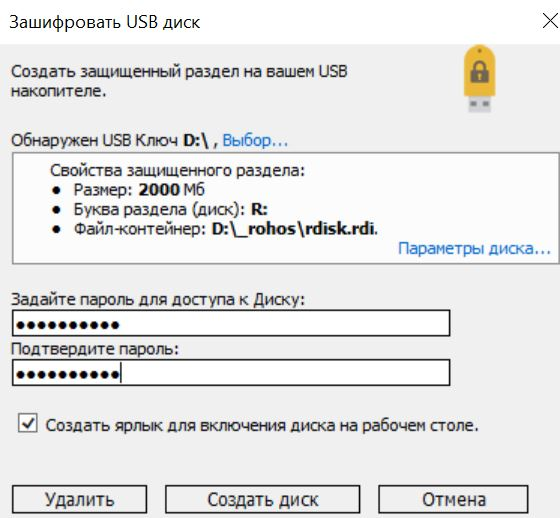 Зашифровать USB диск
Создать защищенный раздел на вашем USB
накопителе.
Обнаружен USB Ключ D:\ , Выбор...
Свойства защищенного раздела:
• Размер: 2000 Мб
• Буква раздела (диск): R:
• Файл-контейнер: D:\_rohos\rdisk.rdi.
Параметры диска...
Задайте пароль для доступа к Диску:
●●●●●●●●●●
Подтвердите пароль:
●●●●●●●●●●
Создать ярлык для включения диска на рабочем столе.
Удалить Создать диск Отмена